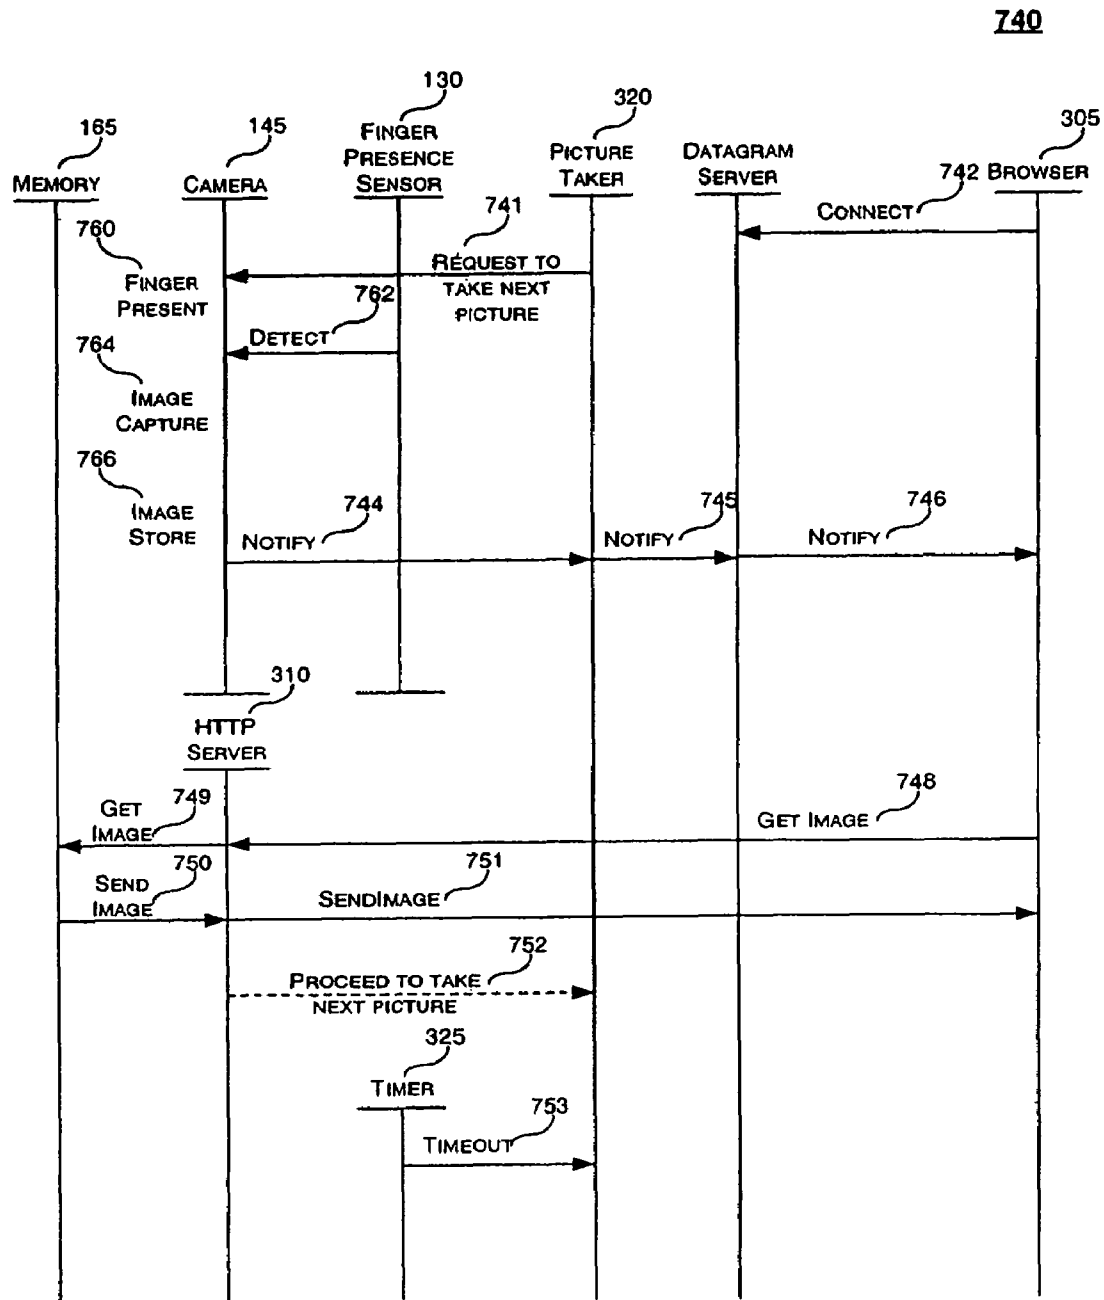 740
130
320
305
165
145
FINGER
PRESENCE
SENSOR
PICTURE
TAKER
DATAGRAM
SERVER
742
BROWSER
MEMORY
CAMERA
741
CONNECT
760
REQUEST TO
TAKE NEXT
PICTURE
FINGER
PRESENT
762
DETECT
764
IMAGE
CAPTURE
766
IMAGE
STORE
744
745
746
NOTIFY
NOTIFY
NOTIFY
310
HTTP
SERVER
749
748
GET
IMAGE
GET IMAGE
750
751
SEND
IMAGE
SENDIMAGE
752
PROCEED TO TAKE
NEXT PICTURE
325
TIMER
753
TIMEOUT